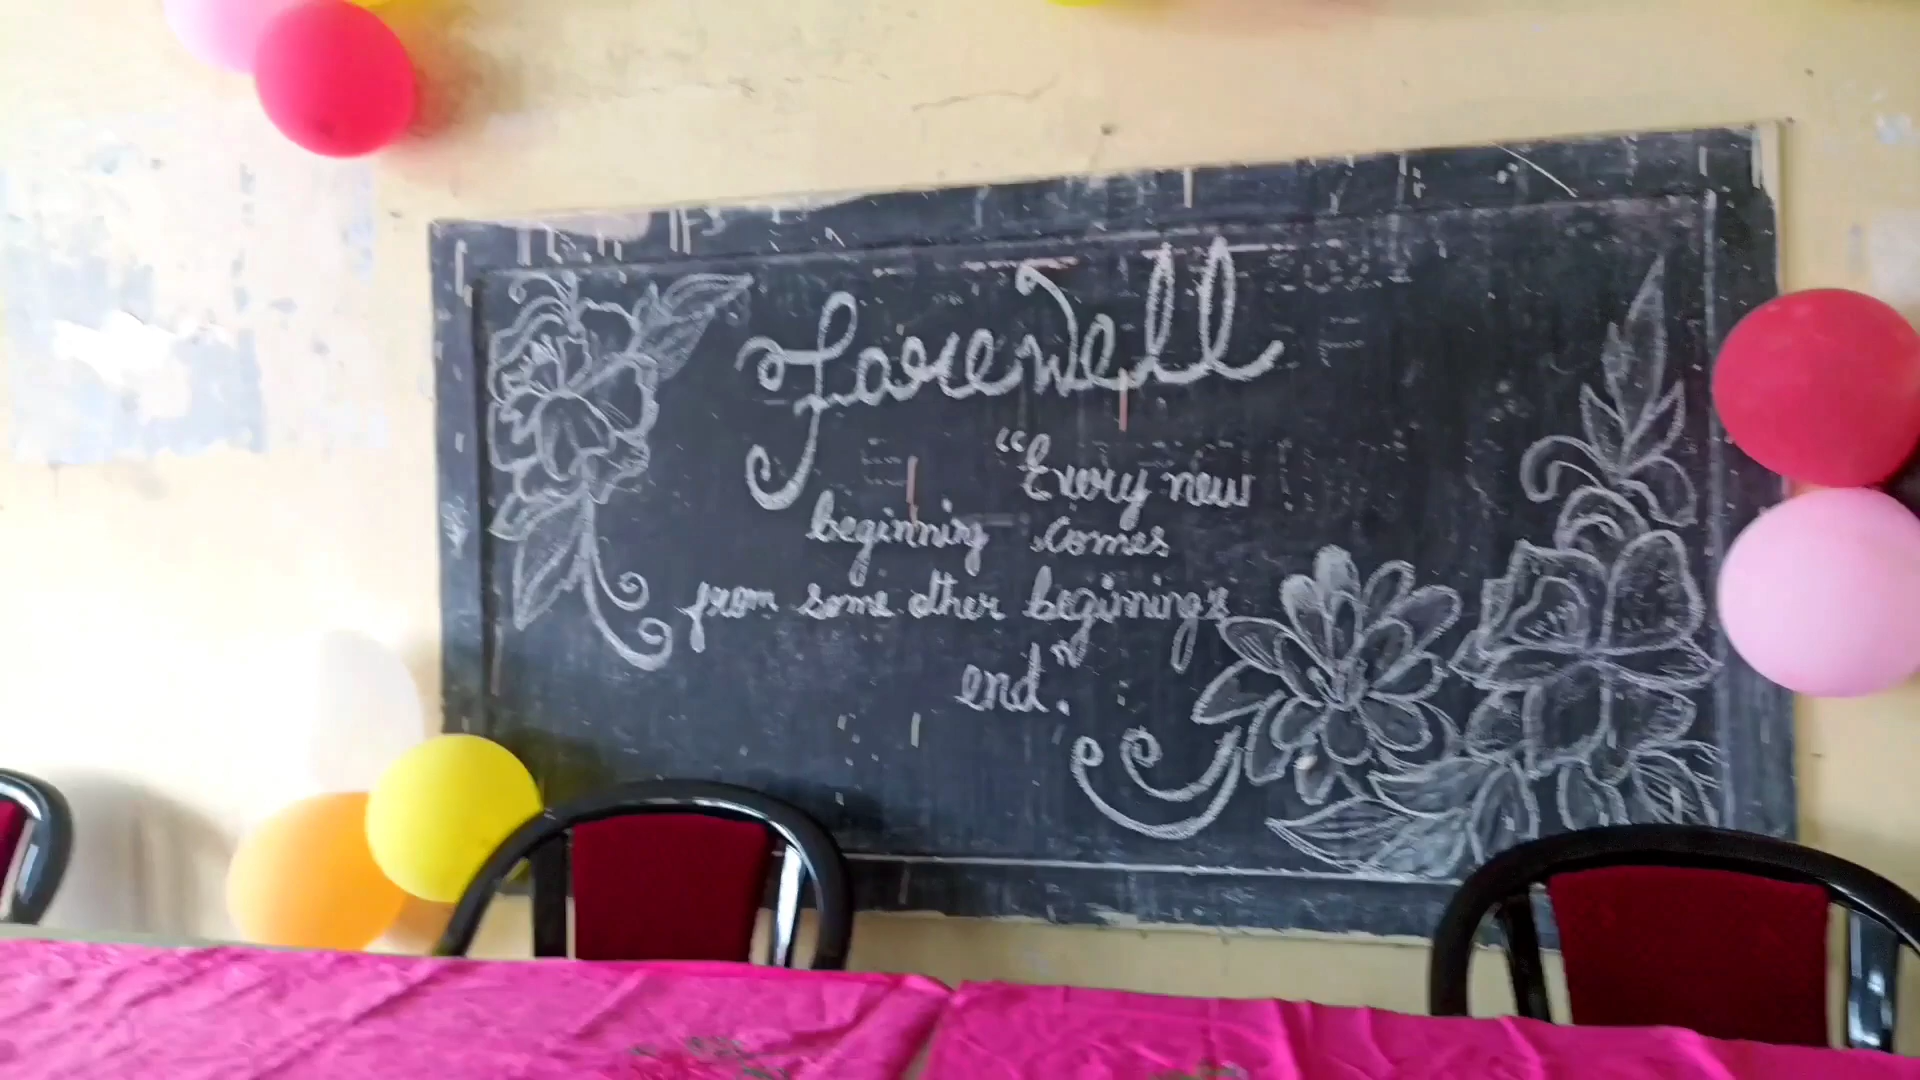 Farewell
“Every new
beginning comes
from some other beginnings
end.”